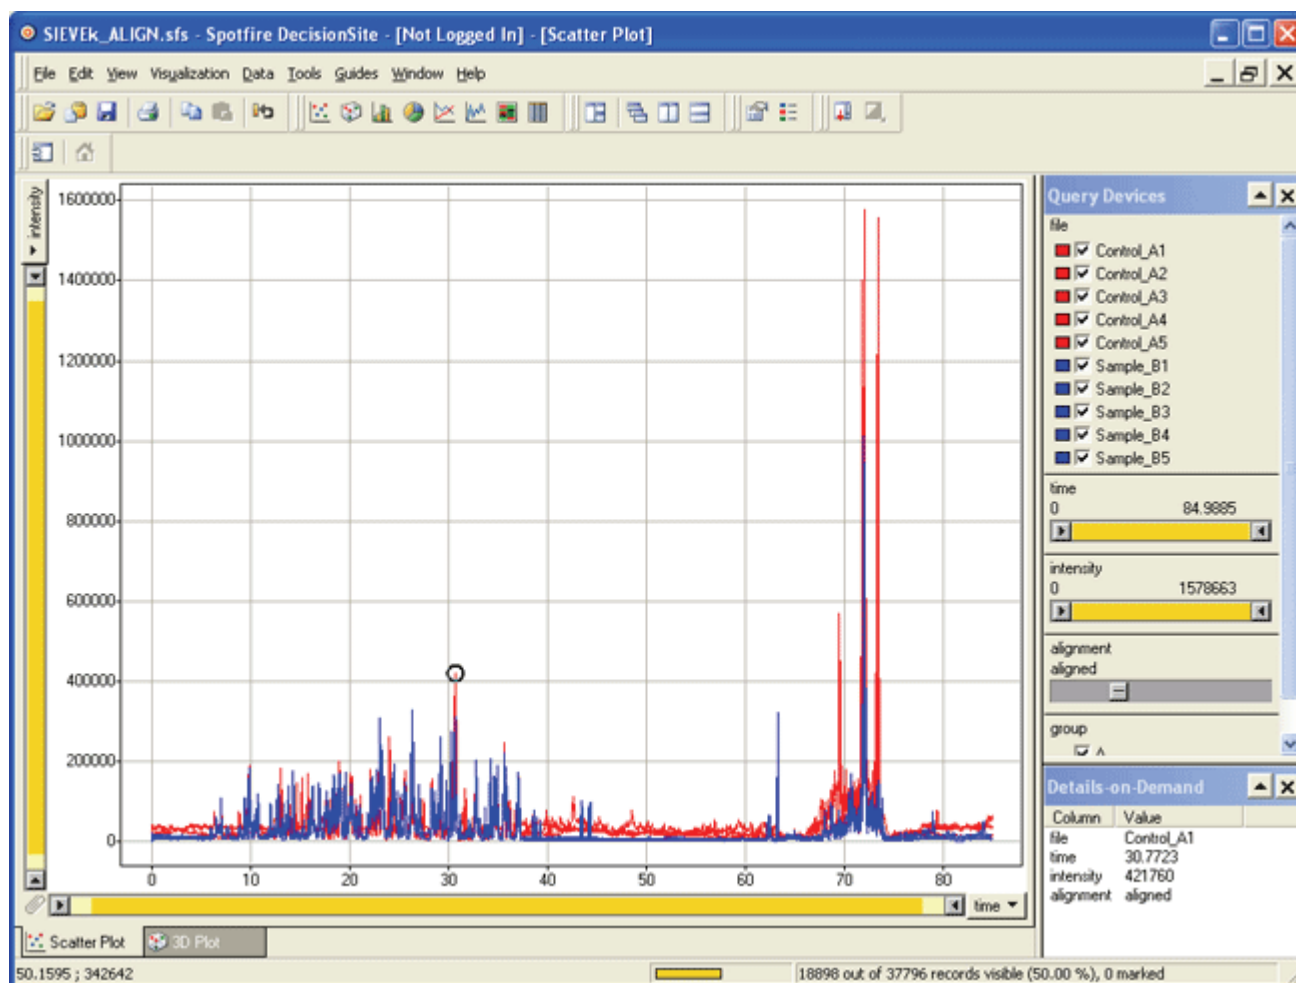 SIEVEk_ALIGN.sfs - Spotfire DecisionSite - [Not Logged In] - [Scatter Plot]
File Edit View Visualization Data Tools Guides Window Help
intensity
1600000
1400000
1200000
1000000
800000
600000
400000
200000
0
0 10 20 30 40 50 60 70 80
time
Scatter Plot 3D Plot
Query Devices
file
Control_A1
Control_A2
Control_A3
Control_A4
Control_A5
Sample_B1
Sample_B2
Sample_B3
Sample_B4
Sample_B5
time
0 84.9885
intensity
0 1578663
alignment
aligned
group
Details-on-Demand
Column Value
file Control_A1
time 30.7723
intensity 421760
alignment aligned
50.1595 ; 342642
18898 out of 37796 records visible (50.00 %), 0 marked